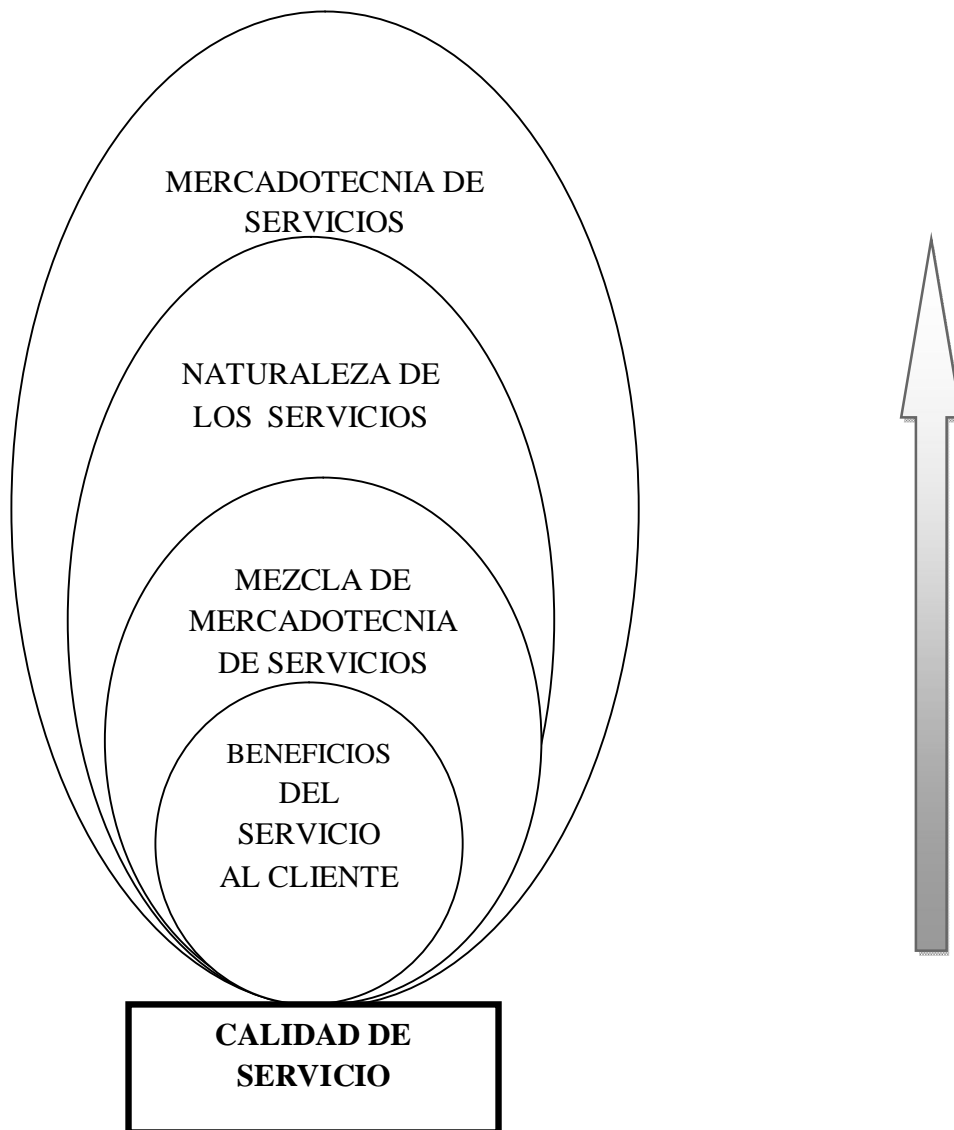 MERCADOTECNIA DE
SERVICIOS
NATURALEZA DE
LOS SERVICIOS
MEZCLA DE
MERCADOTECNIA
DE SERVICIOS
BENEFICIOS
DEL
SERVICIO
AL CLIENTE
CALIDAD DE
SERVICIO